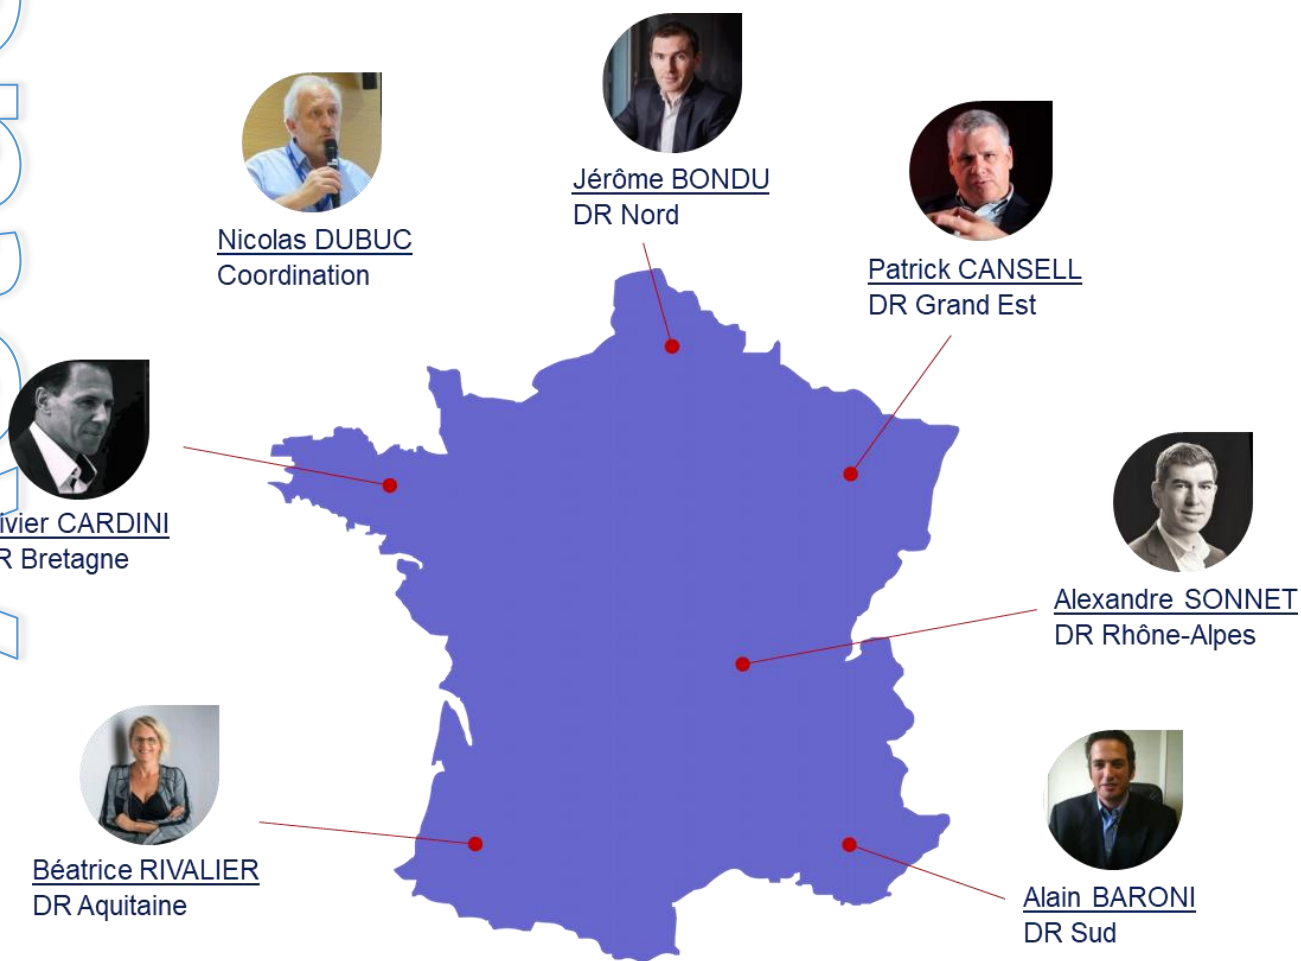 Jérôme BONDU
DR Nord
Nicolas DUBUC
Coordination
Patrick CANSELL
DR Grand Est
CARDINI
Bretagne
Alexandre SONNET
DR Rhône-Alpes
Béatrice RIVALIER
DR Aquitaine
Alain BARONI
DR Sud